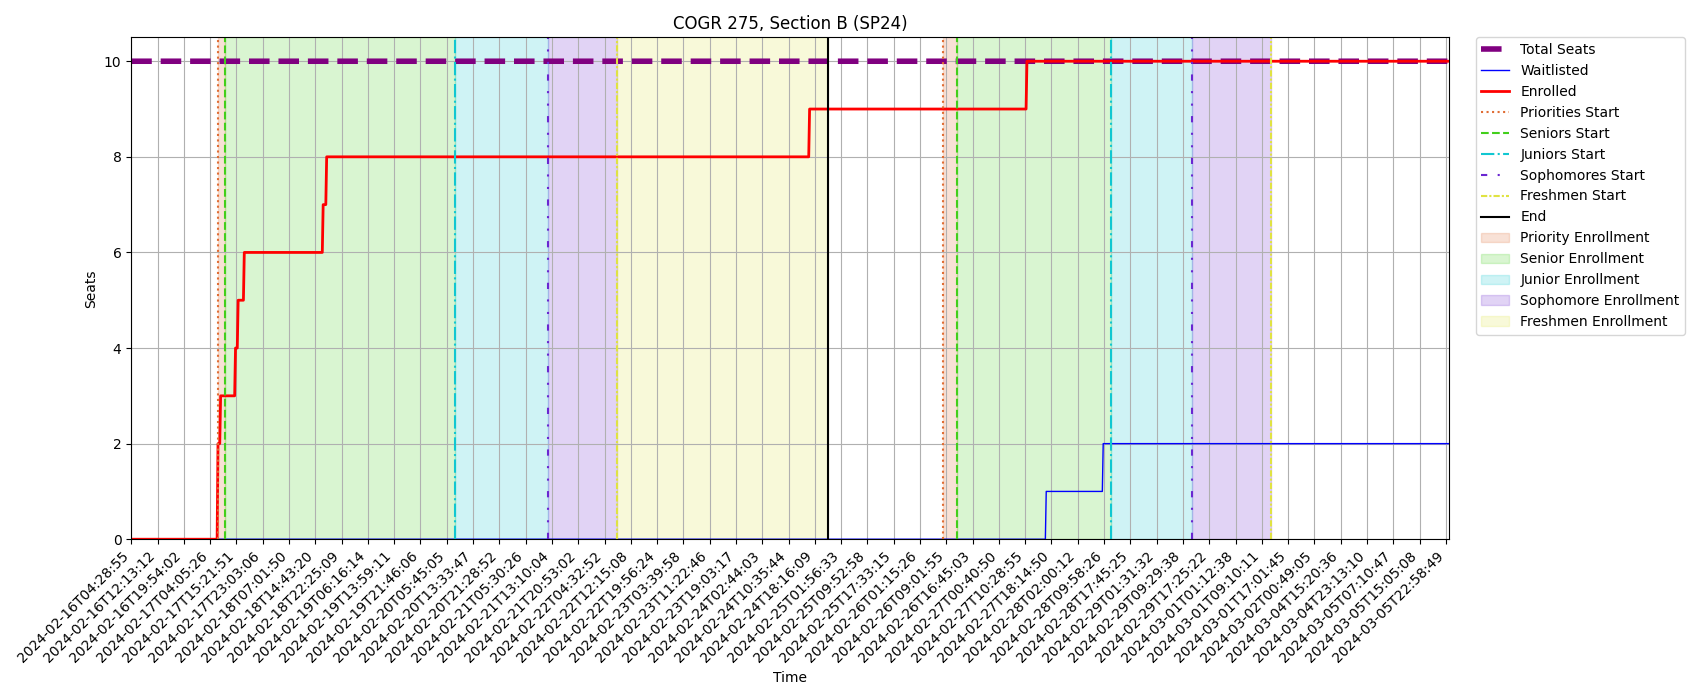 COGR 275, Section B (SP24)
Seats
10
8
6
4
2
0
2024-02-16T04:28:55
2024-02-16T12:13:12
2024-02-16T19:54:02
2024-02-17T04:05:26
2024-02-17T15:21:51
2024-02-17T23:03:06
2024-02-18T07:01:50
2024-02-18T14:43:20
2024-02-18T22:25:09
2024-02-19T06:16:14
2024-02-19T13:59:11
2024-02-19T21:46:06
2024-02-20T05:45:05
2024-02-20T13:33:47
2024-02-20T21:28:52
2024-02-21T05:30:26
2024-02-21T13:10:04
2024-02-21T20:53:02
2024-02-22T04:32:52
2024-02-22T12:15:08
2024-02-22T19:56:24
2024-02-23T03:39:58
2024-02-23T11:22:46
2024-02-23T19:03:17
2024-02-24T02:44:03
2024-02-24T10:35:44
2024-02-24T18:16:09
2024-02-25T01:56:33
2024-02-25T09:52:58
2024-02-25T17:33:15
2024-02-26T01:15:26
2024-02-26T09:01:55
2024-02-26T16:45:03
2024-02-27T00:40:50
2024-02-27T10:28:55
2024-02-27T18:14:50
2024-02-28T02:00:12
2024-02-28T09:58:26
2024-02-28T17:45:25
2024-02-29T01:31:32
2024-02-29T09:29:38
2024-02-29T17:25:22
2024-03-01T01:12:38
2024-03-01T09:10:11
2024-03-01T17:01:45
2024-03-02T00:49:05
2024-03-04T15:20:36
2024-03-04T23:13:10
2024-03-05T07:10:47
2024-03-05T15:05:08
2024-03-05T22:58:49
Time
Total Seats
Waitlisted
Enrolled
Priorities Start
Seniors Start
Juniors Start
Sophomores Start
Freshmen Start
End
Priority Enrollment
Senior Enrollment
Junior Enrollment
Sophomore Enrollment
Freshmen Enrollment